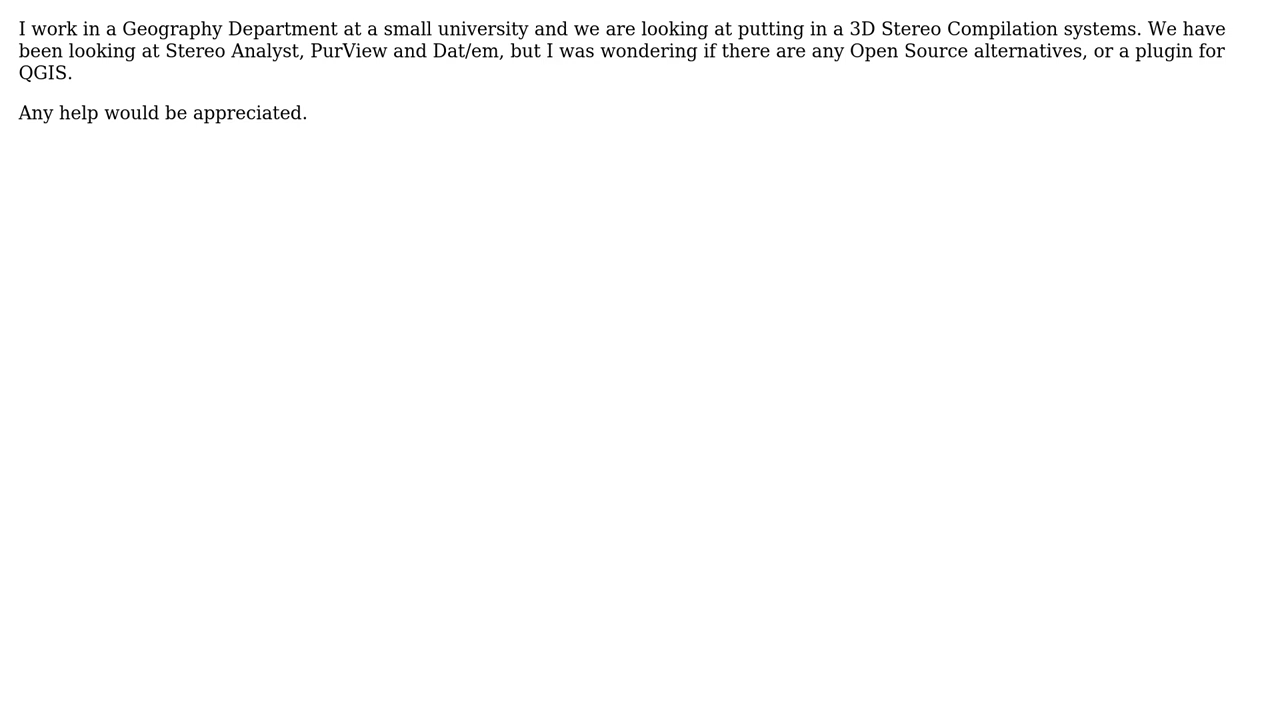 I work in a Geography Department at a small university and we are looking at putting in a 3D Stereo Compilation systems. We have
been looking at Stereo Analyst, PurView and Dat/em, but I was wondering if there are any Open Source alternatives, or a plugin for
QGIS.
Any help would be appreciated.